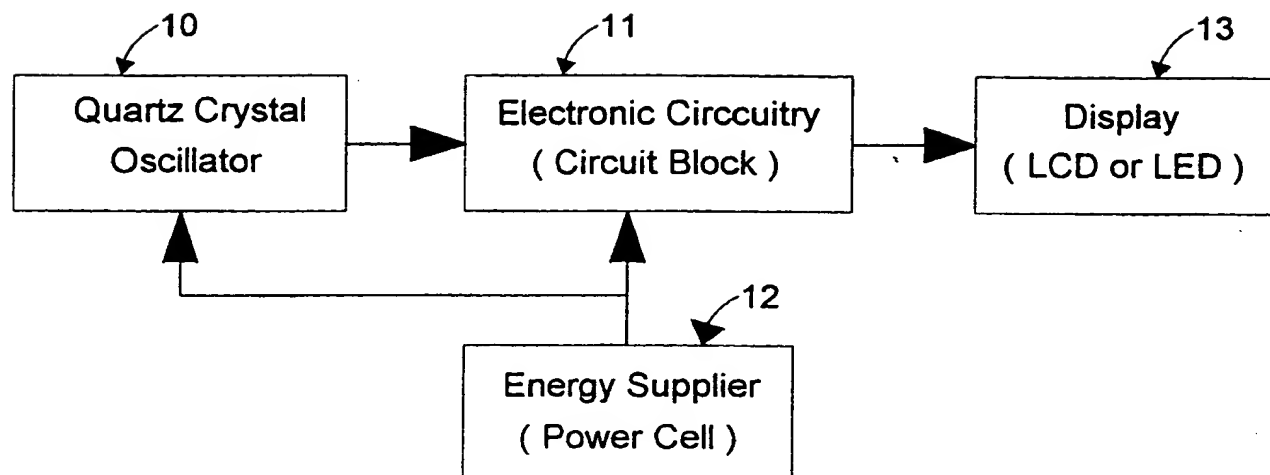 10
Quartz Crystal
Oscillator
11
Electronic Circcuitry
( Circuit Block )
13
Display
( LCD or LED )
12
Energy Supplier
( Power Cell )